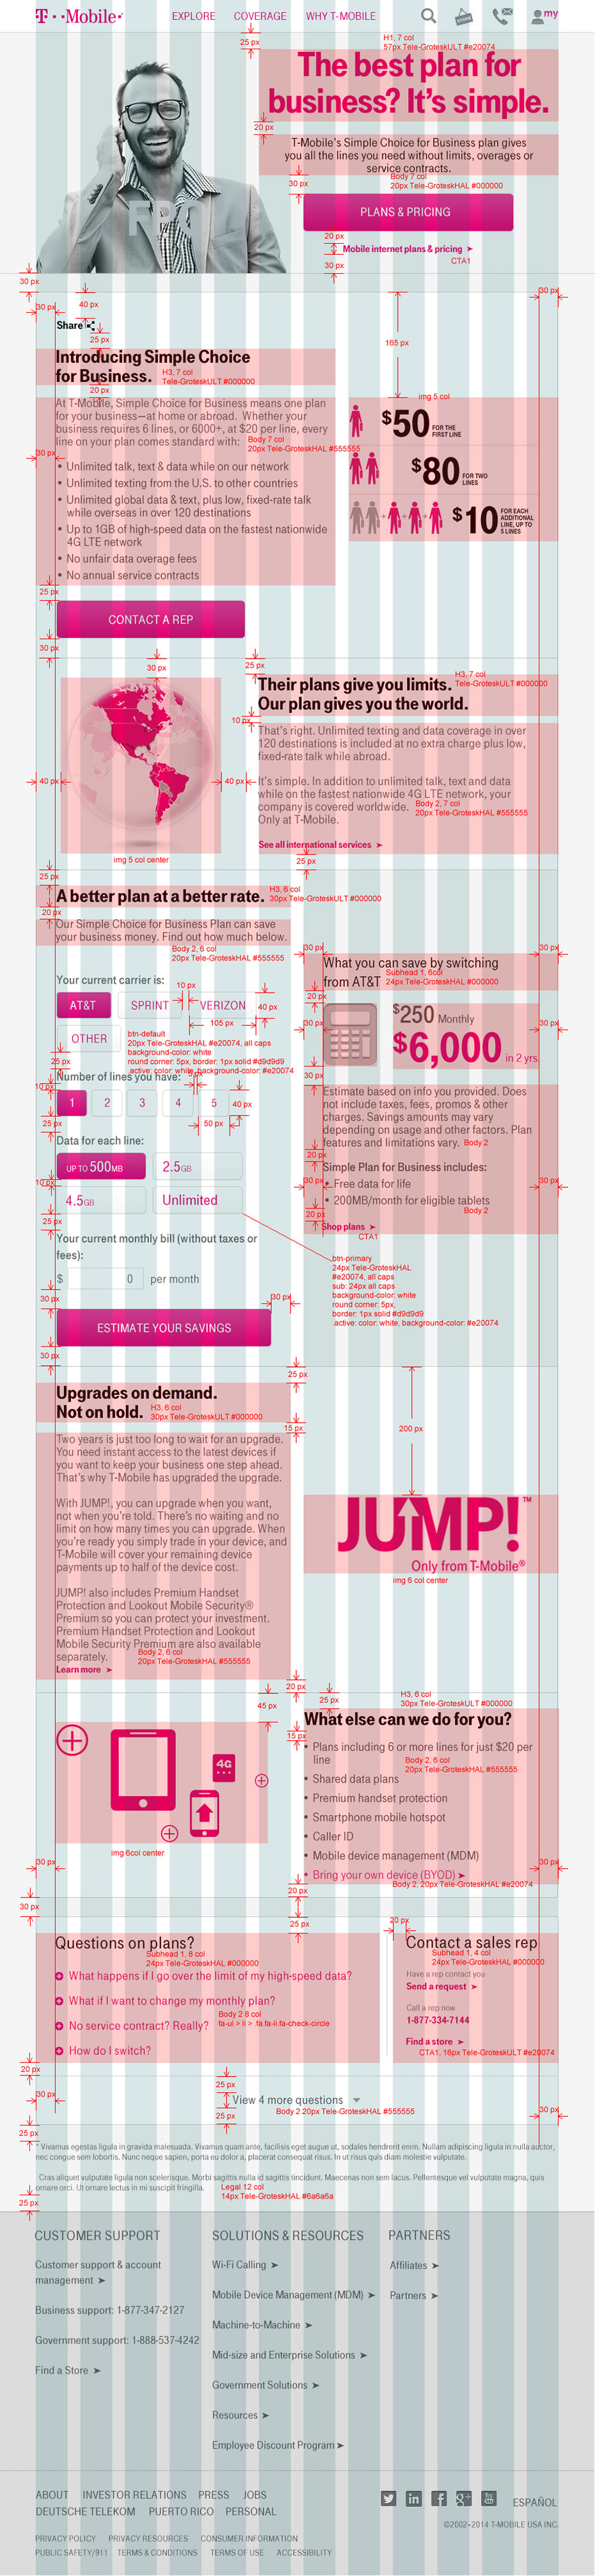 T··Mobile·
EXPLORE COVERAGE WHY T-MOBILE
STORE
my
25 px
H1, 7 col
57px Tele-GroteskULT #e20074
The best plan for
business? It's simple.
20 px
T-Mobile's Simple Choice for Business plan gives
you all the lines you need without limits, overages or
service contracts.
Body 7 col
20px Tele-GroteskHAL #000000
30 px
FPO
PLANS & PRICING
20 px
Mobile internet plans & pricing ➤
CTA1
30 px
30 px
30 px
40 px
30 px
Share
25 px
165 px
Introducing Simple Choice
for Business.
H3, 7 col
Tele-GroteskULT #000000
20 px
At T-Mobile, Simple Choice for Business means one plan
for your business—at home or abroad. Whether your
business requires 6 lines, or 6000+, at $20 per line, every
line on your plan comes standard with:
Body 7 col
20px Tele-GroteskHAL #555555
30 px
• Unlimited talk, text & data while on our network
• Unlimited texting from the U.S. to other countries
• Unlimited global data & text, plus low, fixed-rate talk
while overseas in over 120 destinations
• Up to 1GB of high-speed data on the fastest nationwide
4G LTE network
• No unfair data overage fees
• No annual service contracts
img 5 col
$50 FOR THE
FIRST LINE
$80 FOR TWO
LINES
+ + + $10 FOR EACH
ADDITIONAL
LINE, UP TO
5 LINES
25 px
CONTACT A REP
30 px
30 px
25 px
Their plans give you limits.
Our plan gives you the world.
H3, 7 col
Tele-GroteskULT #000000
10 px
That's right. Unlimited texting and data coverage in over
120 destinations is included at no extra charge plus low,
fixed-rate talk while abroad.
It's simple. In addition to unlimited talk, text and data
while on the fastest nationwide 4G LTE network, your
company is covered worldwide.
Only at T-Mobile.
Body 2, 7 col
20px Tele-GroteskHAL #555555
40 px
40 px
See all international services ➤
img 5 col center
25 px
25 px
A better plan at a better rate.
H3, 6 col
30px Tele-GroteskULT #000000
20 px
Our Simple Choice for Business Plan can save
your business money. Find out how much below.
Body 2, 6 col
20px Tele-GroteskHAL #555555
30 px
30 px
What you can save by switching
from AT&T
Subhead 1, 6col
24px Tele-GroteskHAL #000000
Your current carrier is:
10 px
AT&T SPRINT VERIZON
40 px
105 px
OTHER
btn-default
20px Tele-GroteskHAL #e20074, all caps
background-color: white
round corner: 5px, border: 1px solid #d9d9d9
.active: color: white, background-color: #e20074
25 px
20 px
30 px
$250 Monthly
$6,000 in 2 yrs.
30 px
30 px
Number of lines you have:
10 px
1 2 3 4 5
40 px
50 px
25 px
Estimate based on info you provided. Does
not include taxes, fees, promos & other
charges. Savings amounts may vary
depending on usage and other factors. Plan
features and limitations vary. Body 2
20 px
Simple Plan for Business includes:
• Free data for life
• 200MB/month for eligible tablets
Body 2
30 px
30 px
20 px
Shop plans ➤
CTA1
Data for each line:
UP TO 500MB 2.5GB
10 px
4.5GB Unlimited
25 px
Your current monthly bill (without taxes or
fees):
$ 0 per month
btn-primary
24px Tele-GroteskHAL
#e20074, all caps
sub: 24px all caps
background-color: white
round corner: 5px,
border: 1px solid #d9d9d9
.active: color: white, background-color: #e20074
30 px
30 px
ESTIMATE YOUR SAVINGS
30 px
25 px
Upgrades on demand.
Not on hold.
H3, 6 col
30px Tele-GroteskULT #000000
15 px
200 px
Two years is just too long to wait for an upgrade.
You need instant access to the latest devices if
you want to keep your business one step ahead.
That's why T-Mobile has upgraded the upgrade.
With JUMP!, you can upgrade when you want,
not when you're told. There's no waiting and no
limit on how many times you can upgrade. When
you're ready you simply trade in your device, and
T-Mobile will cover your remaining device
payments up to half of the device cost.
JUMP! also includes Premium Handset
Protection and Lookout Mobile Security®
Premium so you can protect your investment.
Premium Handset Protection and Lookout
Mobile Security Premium are also available
separately.
Body 2, 6 col
20px Tele-GroteskHAL #555555
Learn more ➤
JUMP!™
Only from T-Mobile®
img 6 col center
20 px
45 px
25 px
H3, 6 col
30px Tele-GroteskULT #000000
What else can we do for you?
15 px
• Plans including 6 or more lines for just $20 per
line
Body 2, 6 col
20px Tele-GroteskHAL #555555
• Shared data plans
• Premium handset protection
• Smartphone mobile hotspot
• Caller ID
• Mobile device management (MDM)
• Bring your own device (BYOD) ➤
Body 2, 20px Tele-GroteskHAL #e20074
4G
img 6col center
30 px
30 px
20 px
30 px
25 px
20 px
Questions on plans?
Subhead 1, 8 col
24px Tele-GroteskHAL #000000
What happens if I go over the limit of my high-speed data?
What if I want to change my monthly plan?
No service contract? Really?
Body 2 8 col
fa-ul > li > .fa.fa-li.fa-check-circle
How do I switch?
Contact a sales rep
Subhead 1, 4 col
24px Tele-GroteskHAL #000000
Have a rep contact you
Send a request ➤
Call a rep now
1-877-334-7144
Find a store ➤
CTA1, 16px Tele-GroteskULT #e20074
20 px
25 px
30 px
View 4 more questions
Body 2 20px Tele-GroteskHAL #555555
25 px
30 px
25 px
* Vivamus egestas ligula in gravida malesuada. Vivamus quam ante, facilisis eget augue ut, sodales hendrerit enim. Nullam adipiscing ligula in nulla auctor,
nec congue sem lobortis. Nunc neque sapien, porta eu dolor a, placerat consequat risus. In ut risus quis diam molestie vulputate.
Cras aliquet vulputate ligula non scelerisque. Morbi sagittis nulla id sagittis tincidunt. Maecenas non sem lacus. Pellentesque vel vulputate magna, quis
ornare orci. Ut ornare lectus in mi suscipit fringilla.
Legal 12 col
14px Tele-GroteskHAL #6a6a6a
25 px
CUSTOMER SUPPORT
Customer support & account
management ➤
Business support: 1-877-347-2127
Government support: 1-888-537-4242
Find a Store ➤
SOLUTIONS & RESOURCES
Wi-Fi Calling ➤
Mobile Device Management (MDM) ➤
Machine-to-Machine ➤
Mid-size and Enterprise Solutions ➤
Government Solutions ➤
Resources ➤
Employee Discount Program ➤
PARTNERS
Affiliates ➤
Partners ➤
ABOUT INVESTOR RELATIONS PRESS JOBS
DEUTSCHE TELEKOM PUERTO RICO PERSONAL
ESPAÑOL
©2002-2014 T-MOBILE USA INC.
PRIVACY POLICY PRIVACY RESOURCES CONSUMER INFORMATION
PUBLIC SAFETY/911 TERMS & CONDITIONS TERMS OF USE ACCESSIBILITY